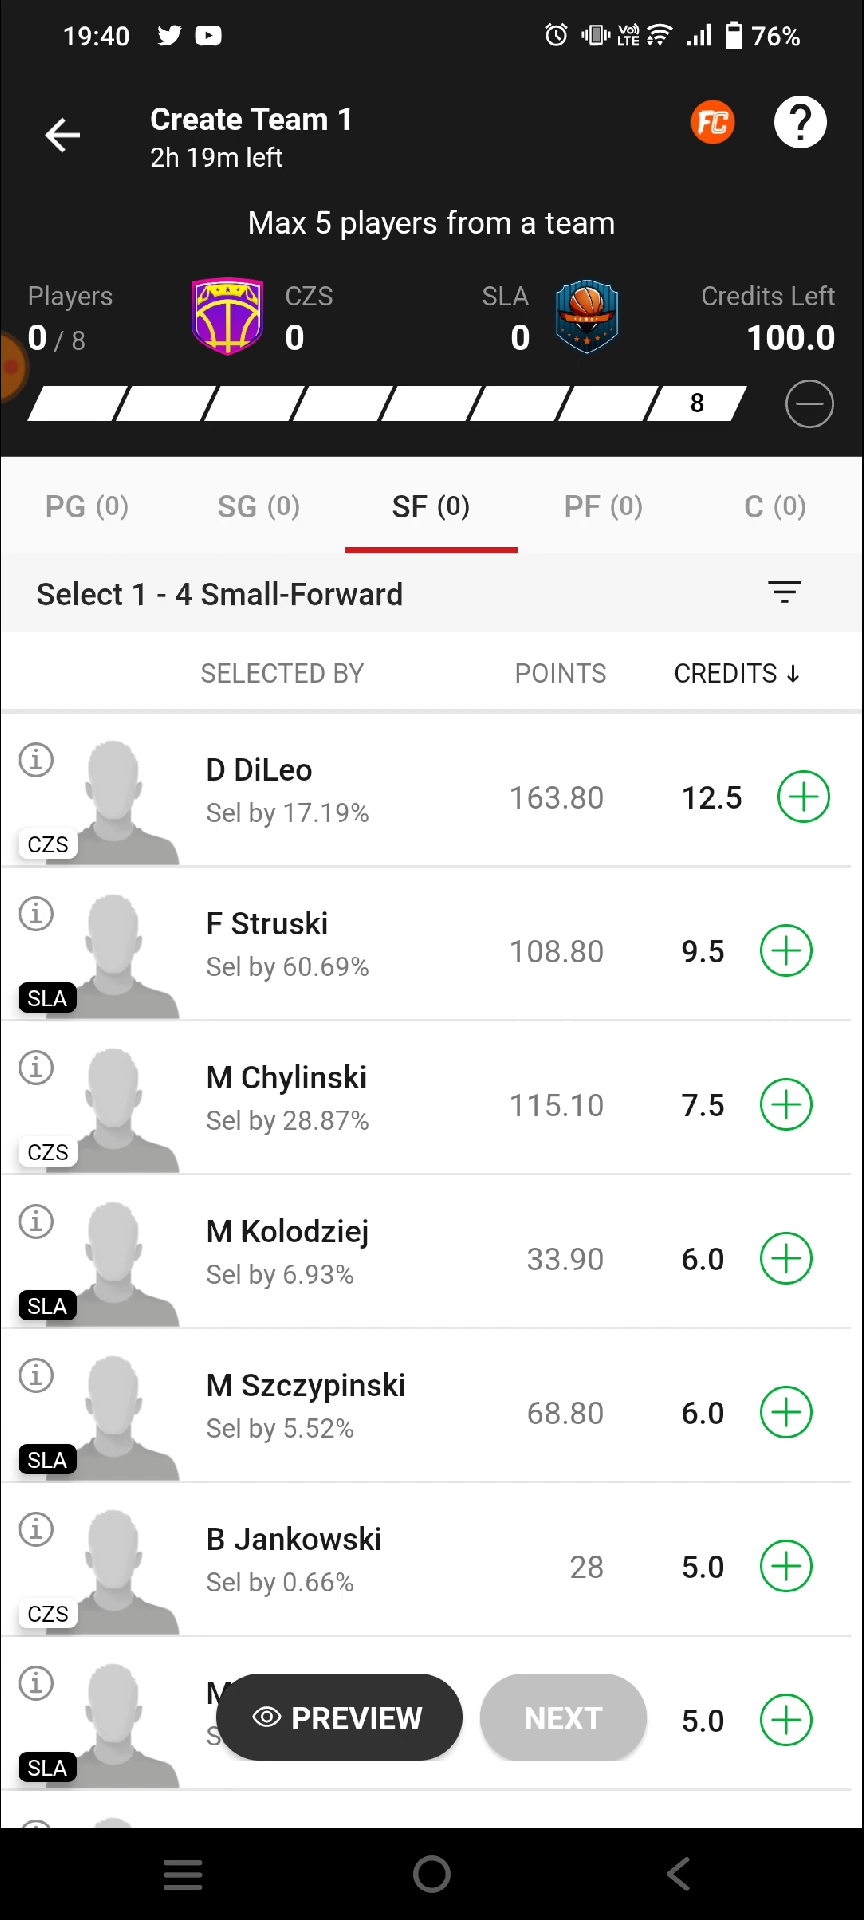 19:40 Vo) LTE 76%
Create Team 1
FC ?
2h 19m left
Max 5 players from a team
Players CZS SLA Credits Left
0 / 8 0 0 100.0
8
PG (0) SG (0) SF (0) PF (0) C (0)
Select 1 - 4 Small-Forward
SELECTED BY POINTS CREDITS ↓
D DiLeo
Sel by 17.19% 163.80 12.5
CZS
F Struski
Sel by 60.69% 108.80 9.5
SLA
M Chylinski
Sel by 28.87% 115.10 7.5
CZS
M Kolodziej
Sel by 6.93% 33.90 6.0
SLA
M Szczypinski
Sel by 5.52% 68.80 6.0
SLA
B Jankowski
Sel by 0.66% 28 5.0
CZS
PREVIEW NEXT 5.0
SLA